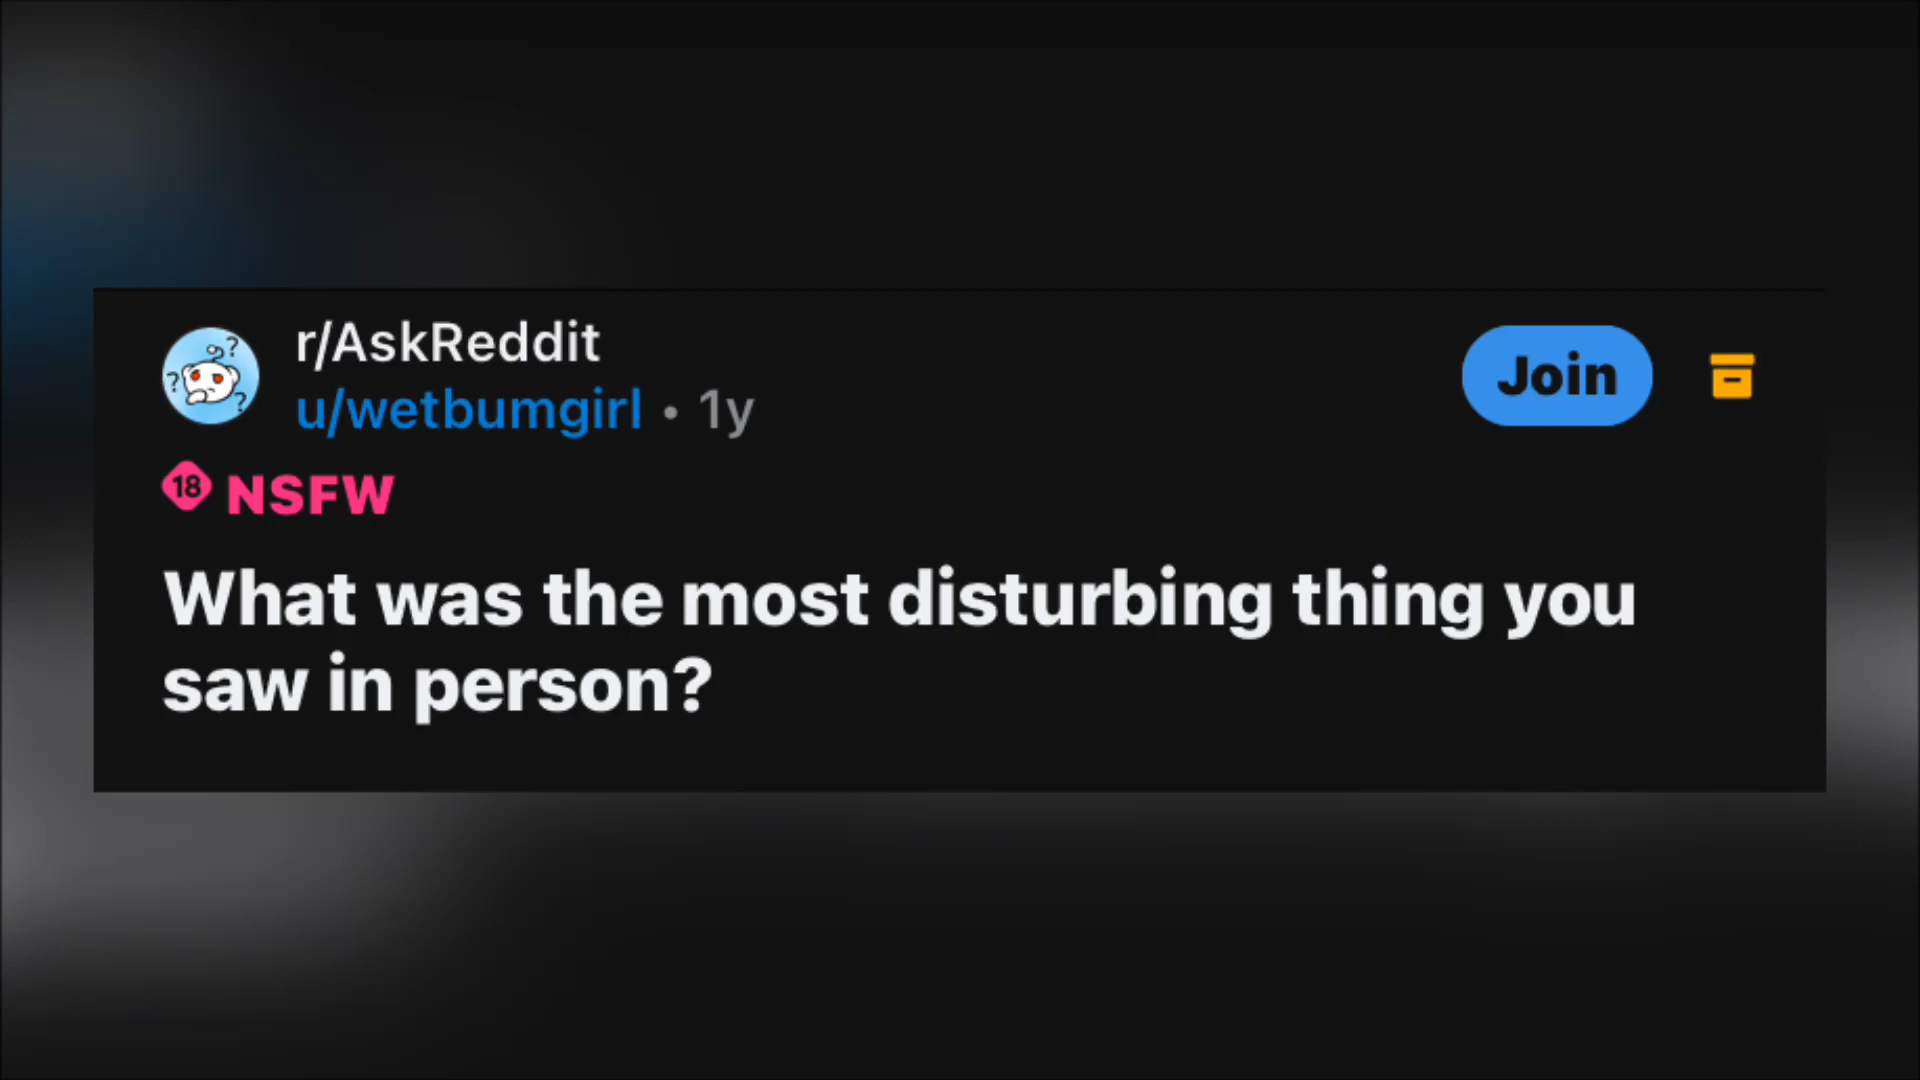 r/AskReddit
u/wetbumgirl • 1y
Join
18 NSFW
What was the most disturbing thing you
saw in person?